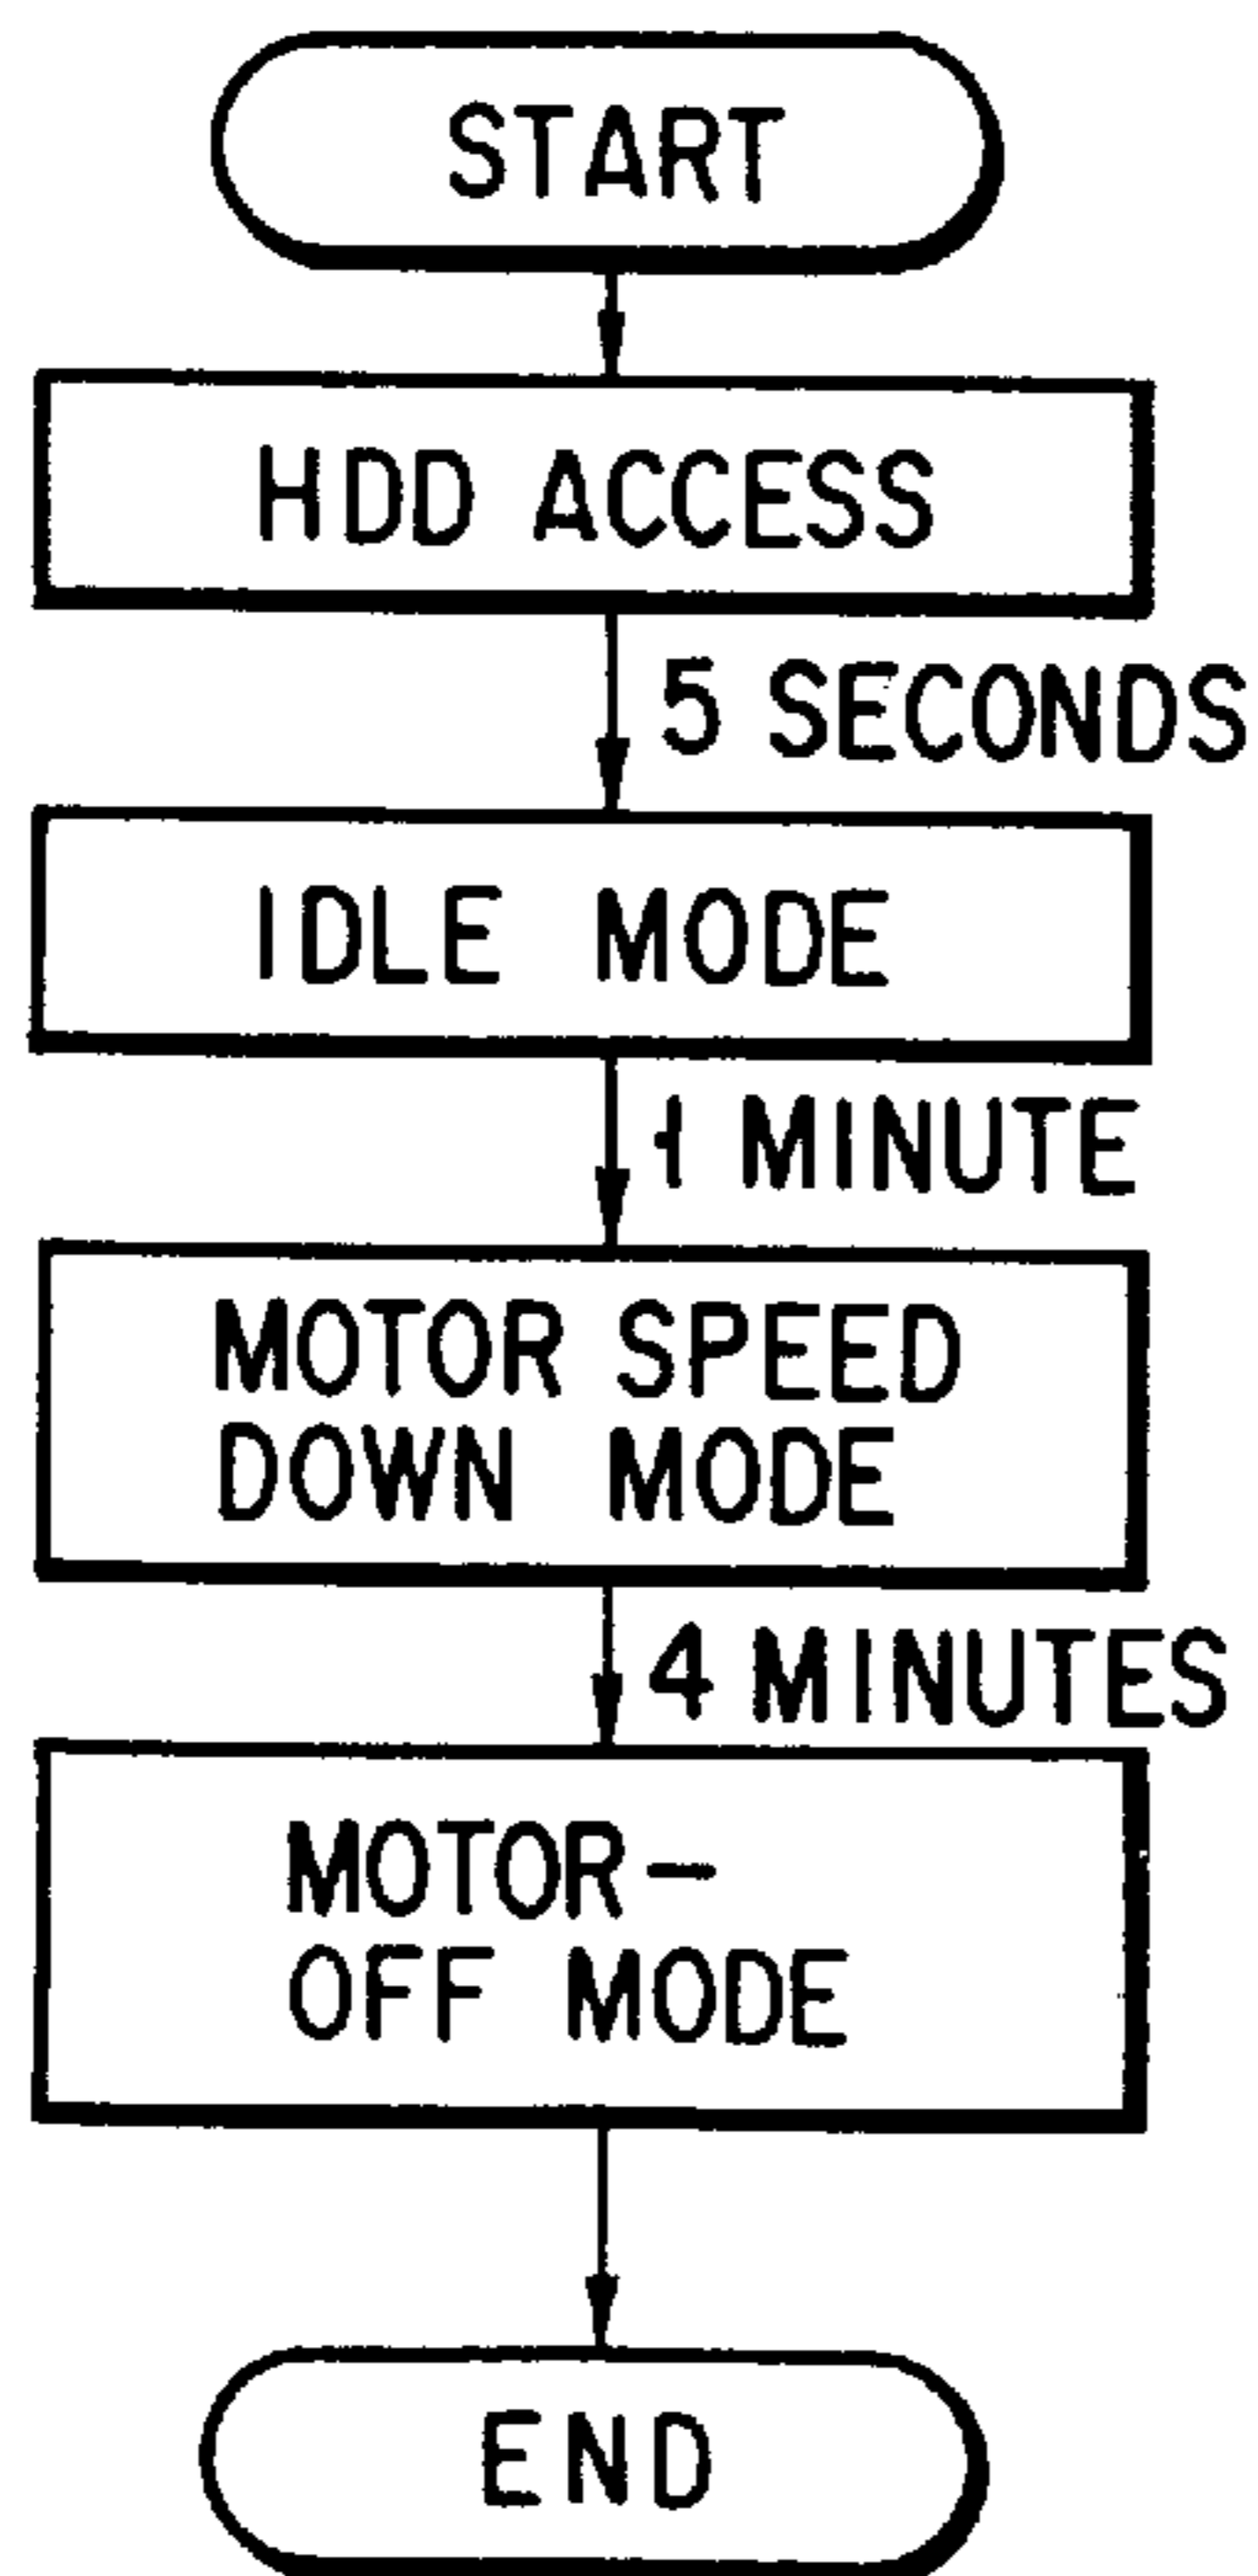 START
HDD ACCESS
5 SECONDS
IDLE MODE
1 MINUTE
MOTOR SPEED
DOWN MODE
4 MINUTES
MOTOR-
OFF MODE
END